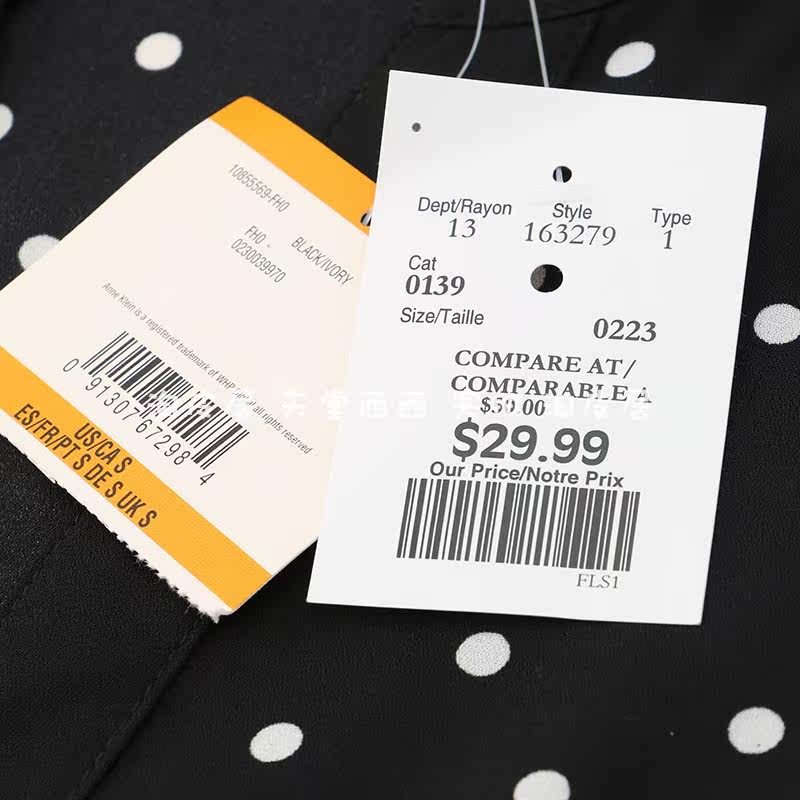 10855569-FH0
FH0 - BLACK/IVORY
0230039970
Anne Klein is a registered trademark of WHP all rights reserved
0 91307 67298 4
US/CA S
ES/FR/PT S DE S UK S
Dept/Rayon Style Type
13 163279 1
Cat
0139
Size/Taille
0223
COMPARE AT/
COMPARABLE A
$50.00
$29.99
Our Price/Notre Prix
FLS1